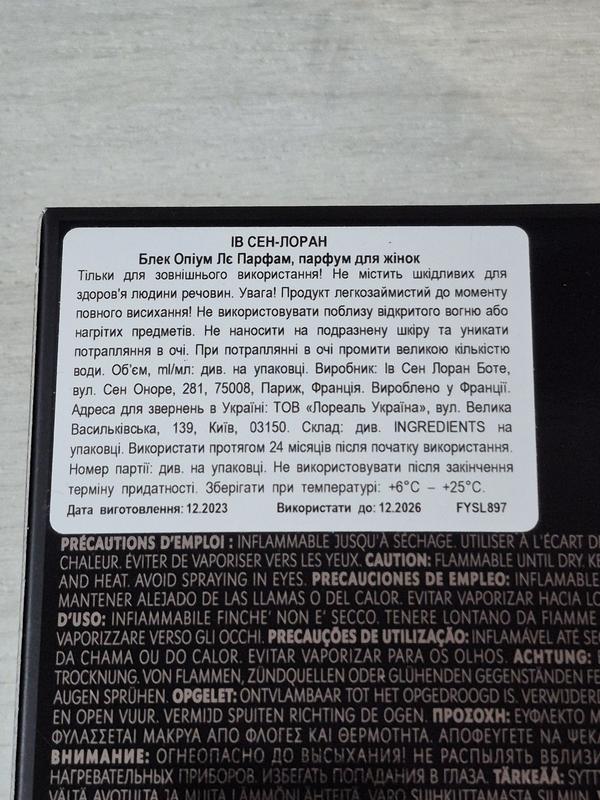 ІВ СЕН-ЛОРАН
Блек Опіум Лє Парфам, парфум для жінок
Тільки для зовнішнього використання! Не містить шкідливих для
здоров'я людини речовин. Увага! Продукт легкозаймистий до моменту
повного висихання! Не використовувати поблизу відкритого вогню або
нагрітих предметів. Не наносити на подразнену шкіру та уникати
потрапляння в очі. При потраплянні в очі промити великою кількістю
води. Об'єм, ml/мл: див. на упаковці. Виробник: Ів Сен Лоран Боте,
вул. Сен Оноре, 281, 75008, Париж, Франція. Вироблено у Франції.
Адреса для звернень в Україні: ТОВ «Лореаль Україна», вул. Велика
Васильківська, 139, Київ, 03150. Склад: див. INGREDIENTS на
упаковці. Використати протягом 24 місяців після початку використання.
Номер партії: див. на упаковці. Не використовувати після закінчення
терміну придатності. Зберігати при температурі: +6°С – +25°С.
Дата виготовлення: 12.2023 Використати до: 12.2026 FYSL897
PRÉCAUTIONS D'EMPLOI : INFLAMMABLE JUSQU'À SÉCHAGE. UTILISER À L'ÉCART D
CHALEUR. ÉVITER DE VAPORISER VERS LES YEUX. CAUTION: FLAMMABLE UNTIL DRY. KE
AND HEAT. AVOID SPRAYING IN EYES. PRECAUCIONES DE EMPLEO: INFLAMABLE
MANTENER ALEJADO DE LAS LLAMAS O DEL CALOR. EVITAR VAPORIZAR HACIA LO
D'USO: INFIAMMABILE FINCHE' NON E' SECCO. TENERE LONTANO DA FIAMME
VAPORIZZARE VERSO GLI OCCHI. PRECAUÇÕES DE UTILIZAÇÃO: INFLAMÁVEL ATÉ SEC
DA CHAMA OU DO CALOR. EVITAR VAPORIZAR PARA OS OLHOS. ACHTUNG:
TROCKNUNG. VON FLAMMEN, ZÜNDQUELLEN ODER GLÜHENDEN GEGENSTÄNDEN FE
AUGEN SPRÜHEN. OPGELET: ONTVLAMBAAR TOT HET OPGEDROOGD IS. VERWIJDERD
EN OPEN VUUR. VERMIJD SPUITEN RICHTING DE OGEN. ΠΡΟΣΟΧΗ: ΕΥΦΛΕΚΤΟ Μ
ΦΥΛΑΣΣΕΤΑΙ ΜΑΚΡΥΑ ΑΠΟ ΦΛΟΓΕΣ ΚΑΙ ΘΕΡΜΟΤΗΤΑ. ΑΠΟΦΕΥΓΕΤΕ ΝΑ ΨΕΚΑ
ВНИМАНИЕ: ОГНЕОПАСНО ДО ВЫСЫХАНИЯ! НЕ РАСПЫЛЯТЬ ВБЛИЗИ
НАГРЕВАТЕЛЬНЫХ ПРИБОРОВ. ИЗБЕГАТЬ ПОПАДАНИЯ В ГЛАЗА. TÄRKEÄÄ: SYTT
VÄLTÄ AVOTULTA JA MUITA LÄMMÖNLÄHTEITÄ. VARO SUIHKUTTAMASTA SILMIIN.